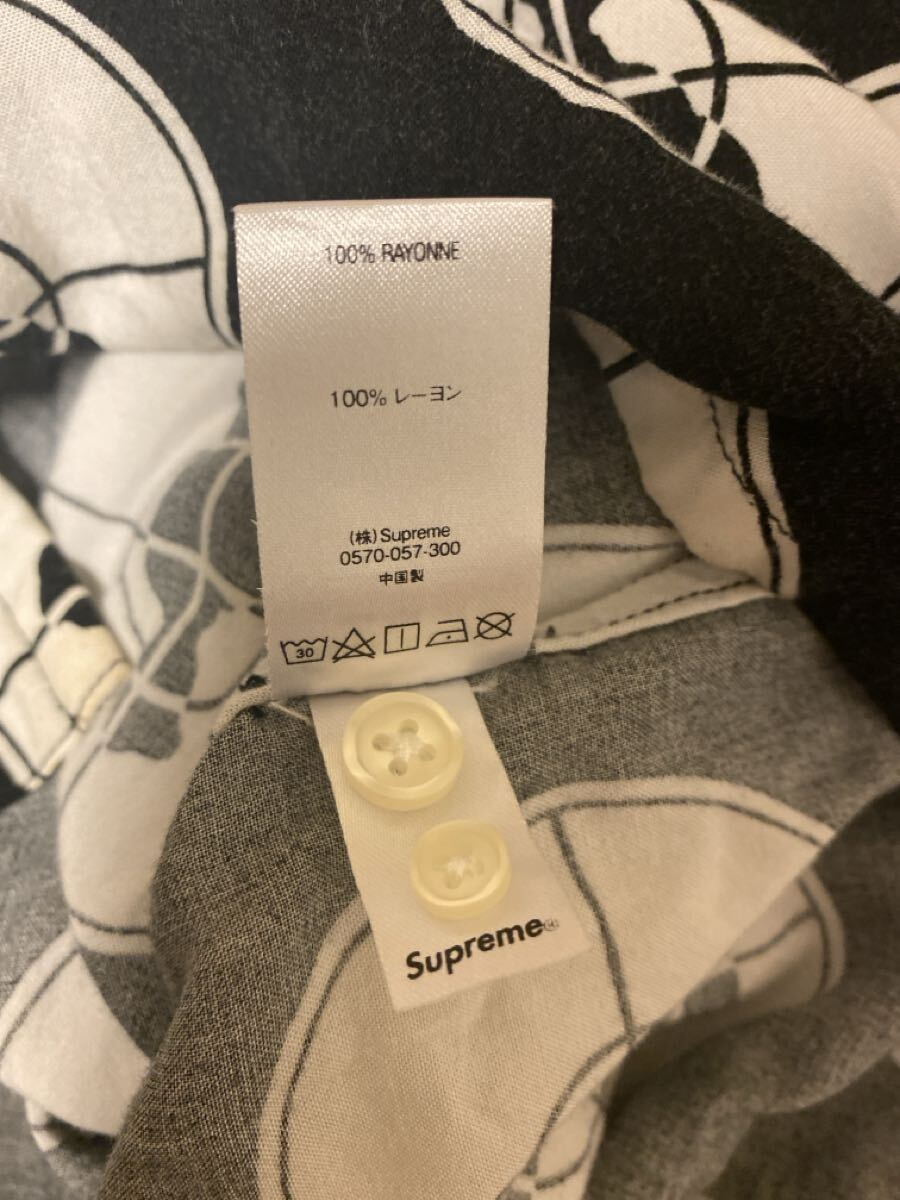 100% RAYONNE
100% レーヨン
(株)Supreme
0570-057-300
中国製
30
Supreme®